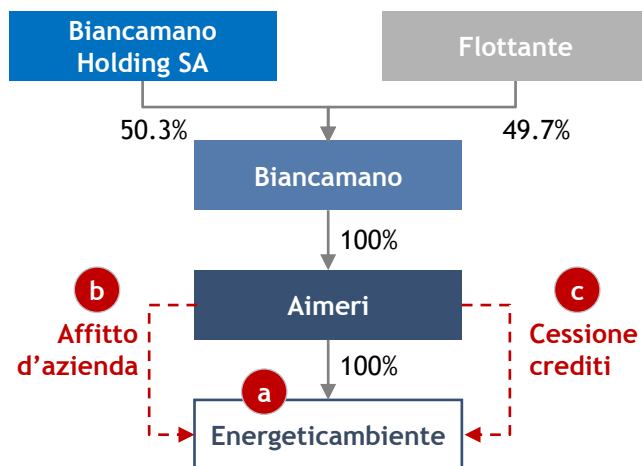 Biancamano
Holding SA
Flottante
50.3%
49.7%
Biancamano
100%
b
Aimeri
c
Affitto
d’azienda
Cessione
crediti
100%
a
Energeticambiente